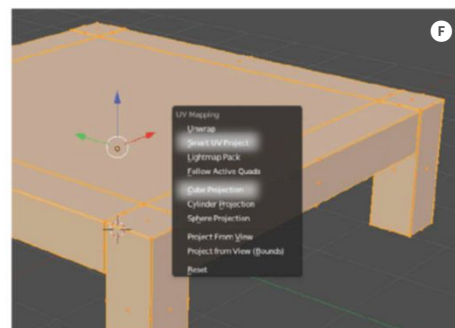 F
UV Mapping
Unwrap
Smart UV Project
Lightmap Pack
Follow Active Quads
Cube Projection
Cylinder Projection
Sphere Projection
Project From View
Project from View (Bounds)
Reset